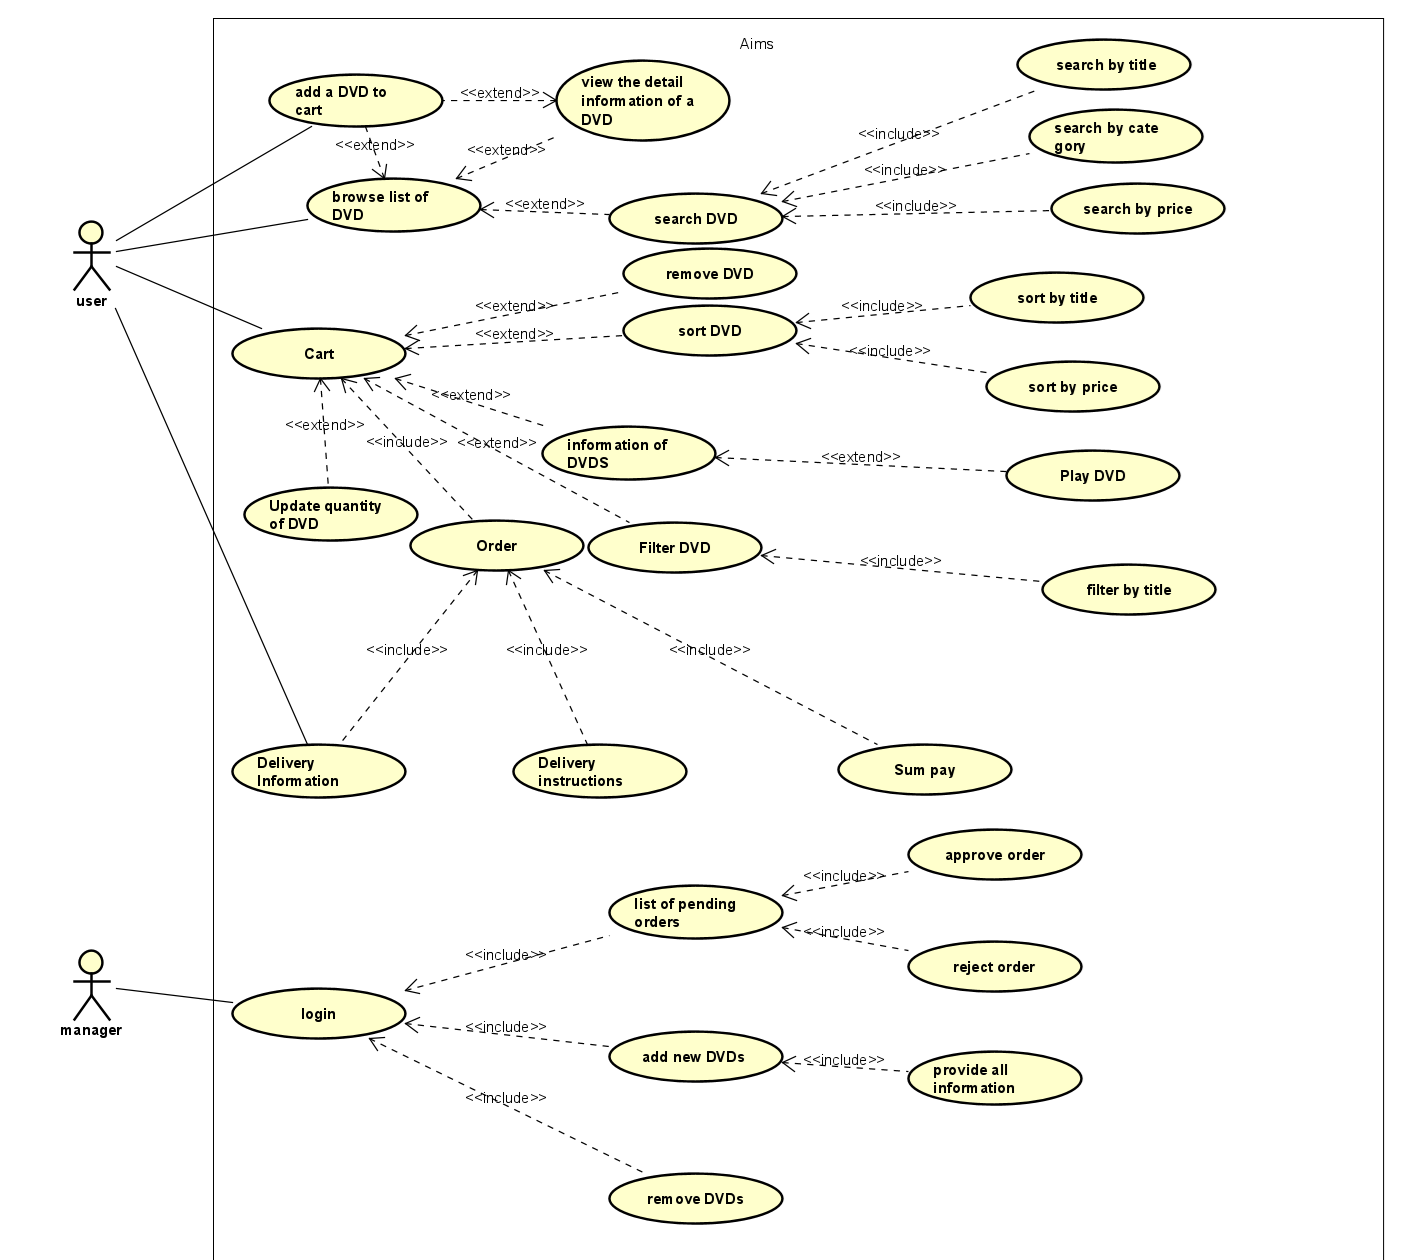 Aims
search by title
add a DVD to
cart
<<extend>>
view the detail
information of a
DVD
<<include>>
search by cate
gory
<<extend>>
<<extend>>
<<include>>
browse list of
DVD
<<extend>>
search DVD
<<include>>
search by price
user
remove DVD
<<extend>>
sort DVD
<<include>>
sort by title
<<extend>>
Cart
<<include>>
sort by price
<<extend>>
<<extend>>
<<include>>
<<extend>>
information of
DVDS
<<extend>>
Play DVD
Update quantity
of DVD
Order
Filter DVD
<<include>>
filter by title
<<include>>
<<include>>
<<include>>
Delivery
Information
Delivery
instructions
Sum pay
approve order
<<include>>
list of pending
orders
<<include>>
reject order
<<include>>
manager
login
<<include>>
add new DVDs
<<include>>
provide all
information
<<include>>
remove DVDs